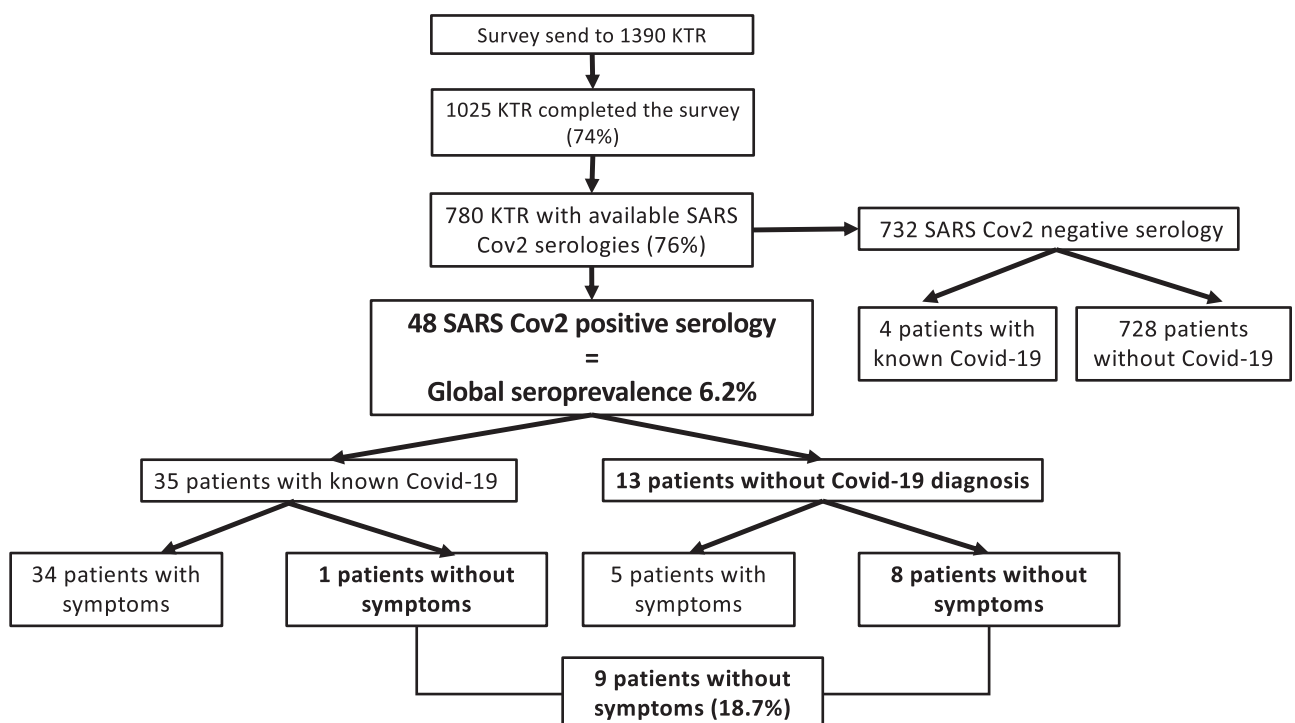 Survey send to 1390 KTR
1025 KTR completed the survey
(74%)
780 KTR with available SARS
Cov2 serologies (76%)
732 SARS Cov2 negative serology
4 patients with
known Covid-19
728 patients
without Covid-19
48 SARS Cov2 positive serology
=
Global seroprevalence 6.2%
35 patients with known Covid-19
13 patients without Covid-19 diagnosis
34 patients with
symptoms
1 patients without
symptoms
5 patients with
symptoms
8 patients without
symptoms
9 patients without
symptoms (18.7%)